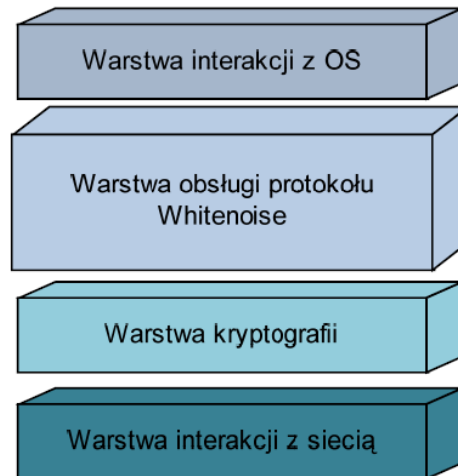 Warstwa interakcji z OS
Warstwa obsługi protokołu
Whitenoise
Warstwa kryptografii
Warstwa interakcji z siecią